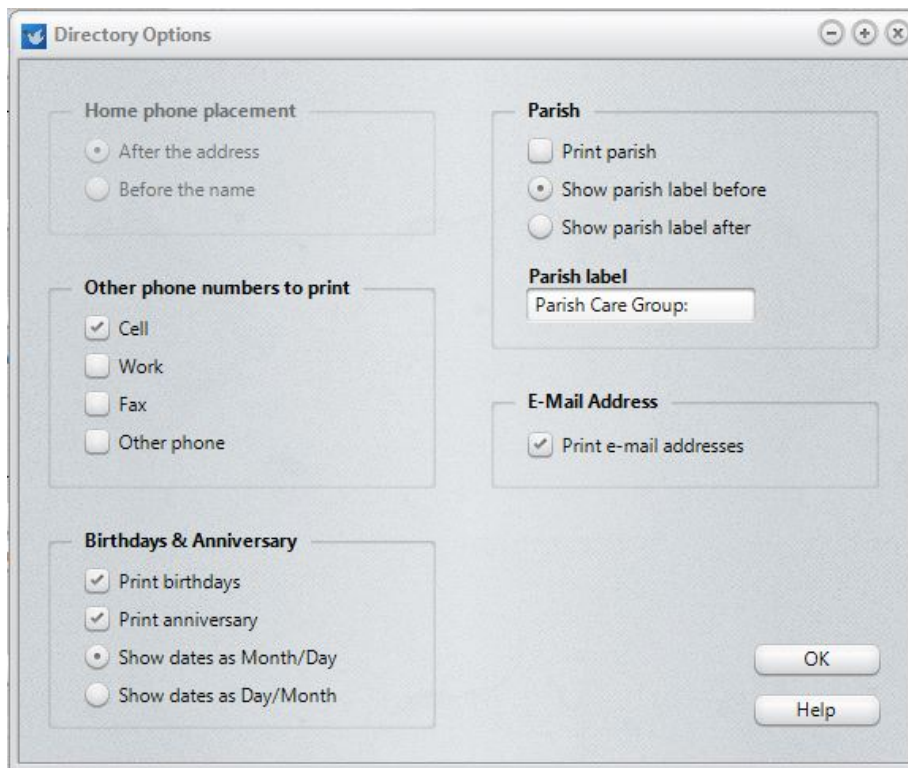 Directory Options
Home phone placement
After the address
Before the name
Other phone numbers to print
Cell
Work
Fax
Other phone
Birthdays & Anniversary
Print birthdays
Print anniversary
Show dates as Month/Day
Show dates as Day/Month
Parish
Print parish
Show parish label before
Show parish label after
Parish label
Parish Care Group:
E-Mail Address
Print e-mail addresses
OK
Help